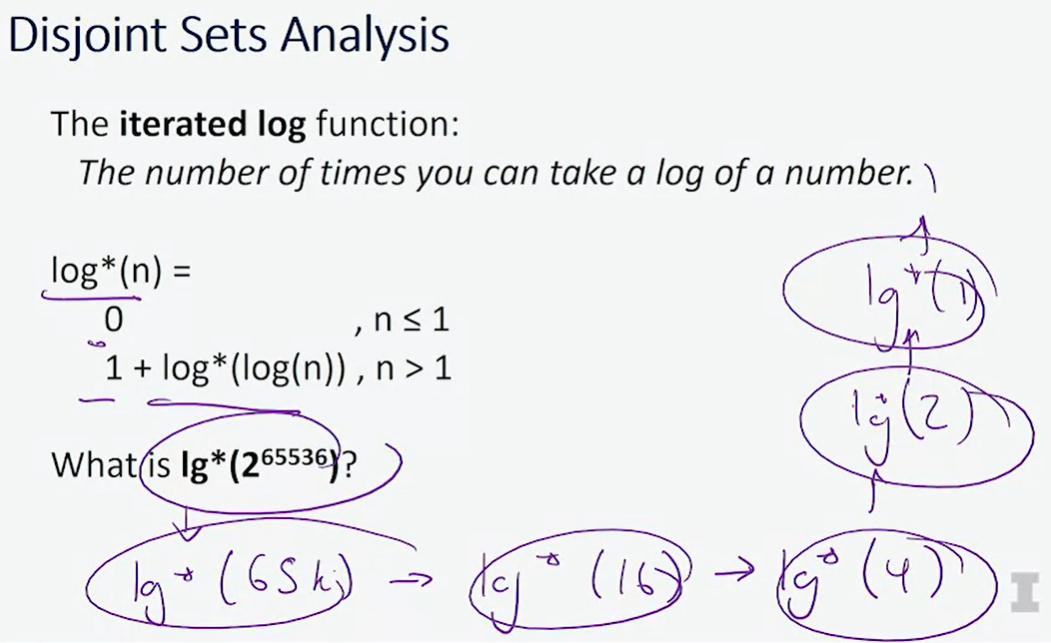 Disjoint Sets Analysis
The iterated log function:
The number of times you can take a log of a number.
log*(n) =
0 , n ≤ 1
1 + log*(log(n)) , n > 1
What is lg*(2^65536)?
lg* (65k) → lg* (16) → lg* (4)
lg*(2)
lg*(1)
I